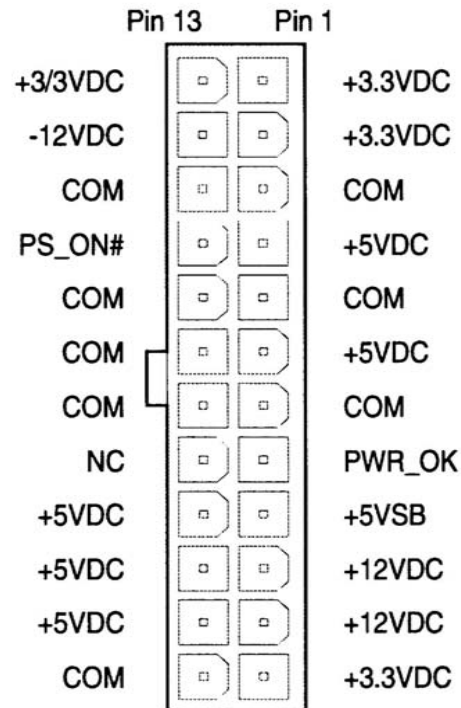 Pin 13 Pin 1
+3/3VDC +3.3VDC
-12VDC +3.3VDC
COM COM
PS_ON# +5VDC
COM COM
COM +5VDC
COM COM
NC PWR_OK
+5VDC +5VSB
+5VDC +12VDC
+5VDC +12VDC
COM +3.3VDC